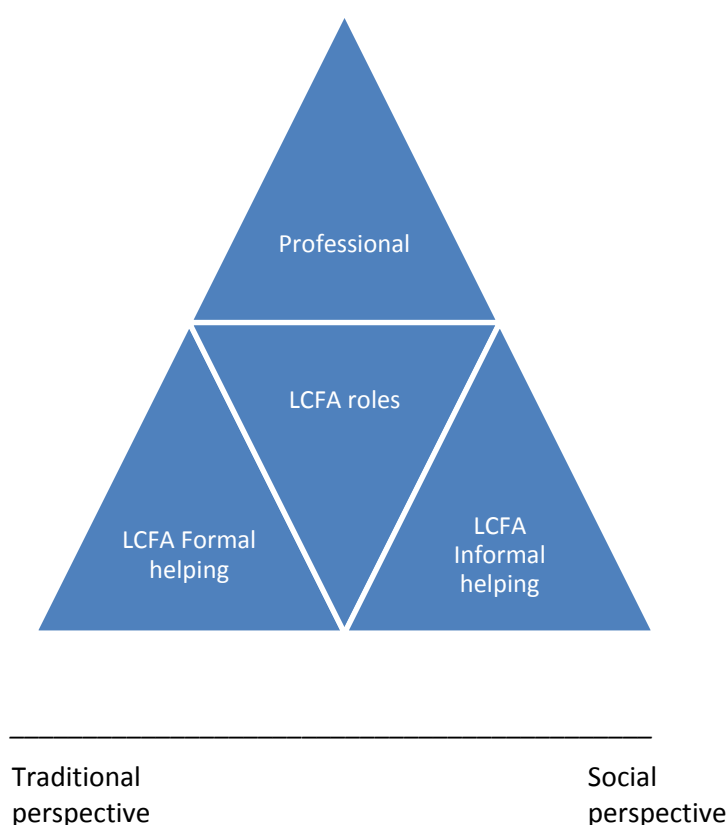 Professional
LCFA roles
LCFA Formal
helping
LCFA
Informal
helping
Traditional
perspective
Social
perspective